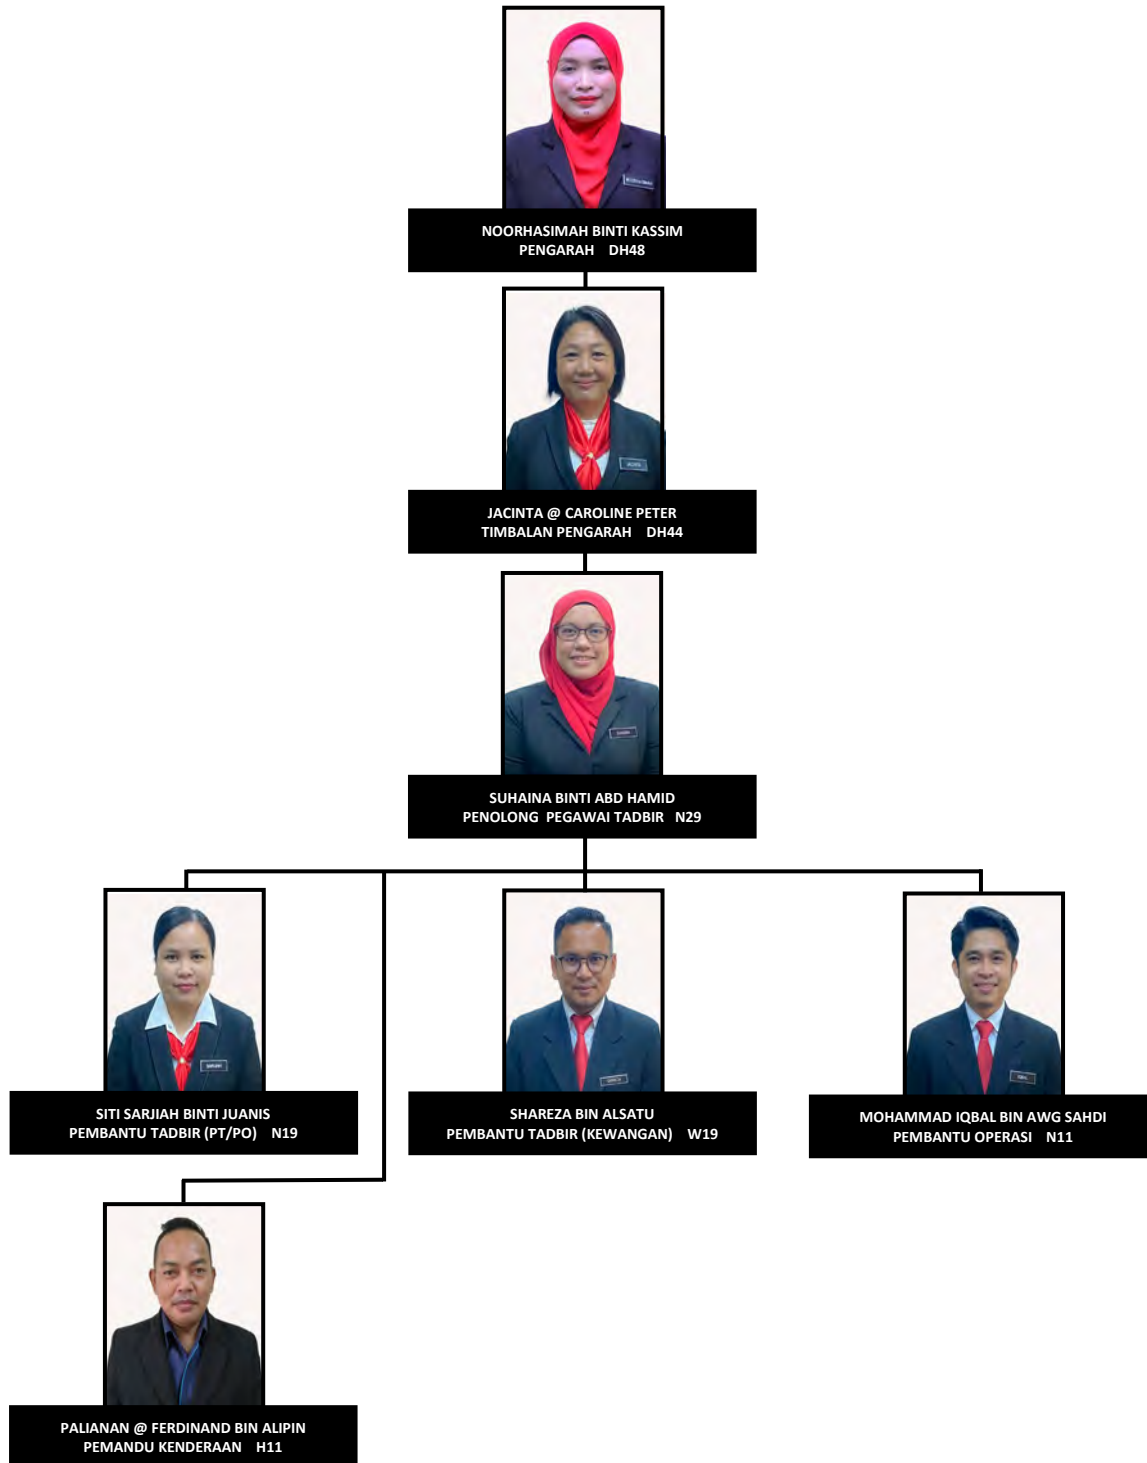 NOORHASIMAH BINTI KASSIM
PENGARAH DH48
JACINTA @ CAROLINE PETER
TIMBALAN PENGARAH DH44
SUHAINA BINTI ABD HAMID
PENOLONG PEGAWAI TADBIR N29
SITI SARJIAH BINTI JUANIS
PEMBANTU TADBIR (PT/PO) N19
SHAREZA BIN ALSATU
PEMBANTU TADBIR (KEWANGAN) W19
MOHAMMAD IQBAL BIN AWG SAHDI
PEMBANTU OPERASI N11
PALIANAN @ FERDINAND BIN ALIPIN
PEMANDU KENDERAAN H11